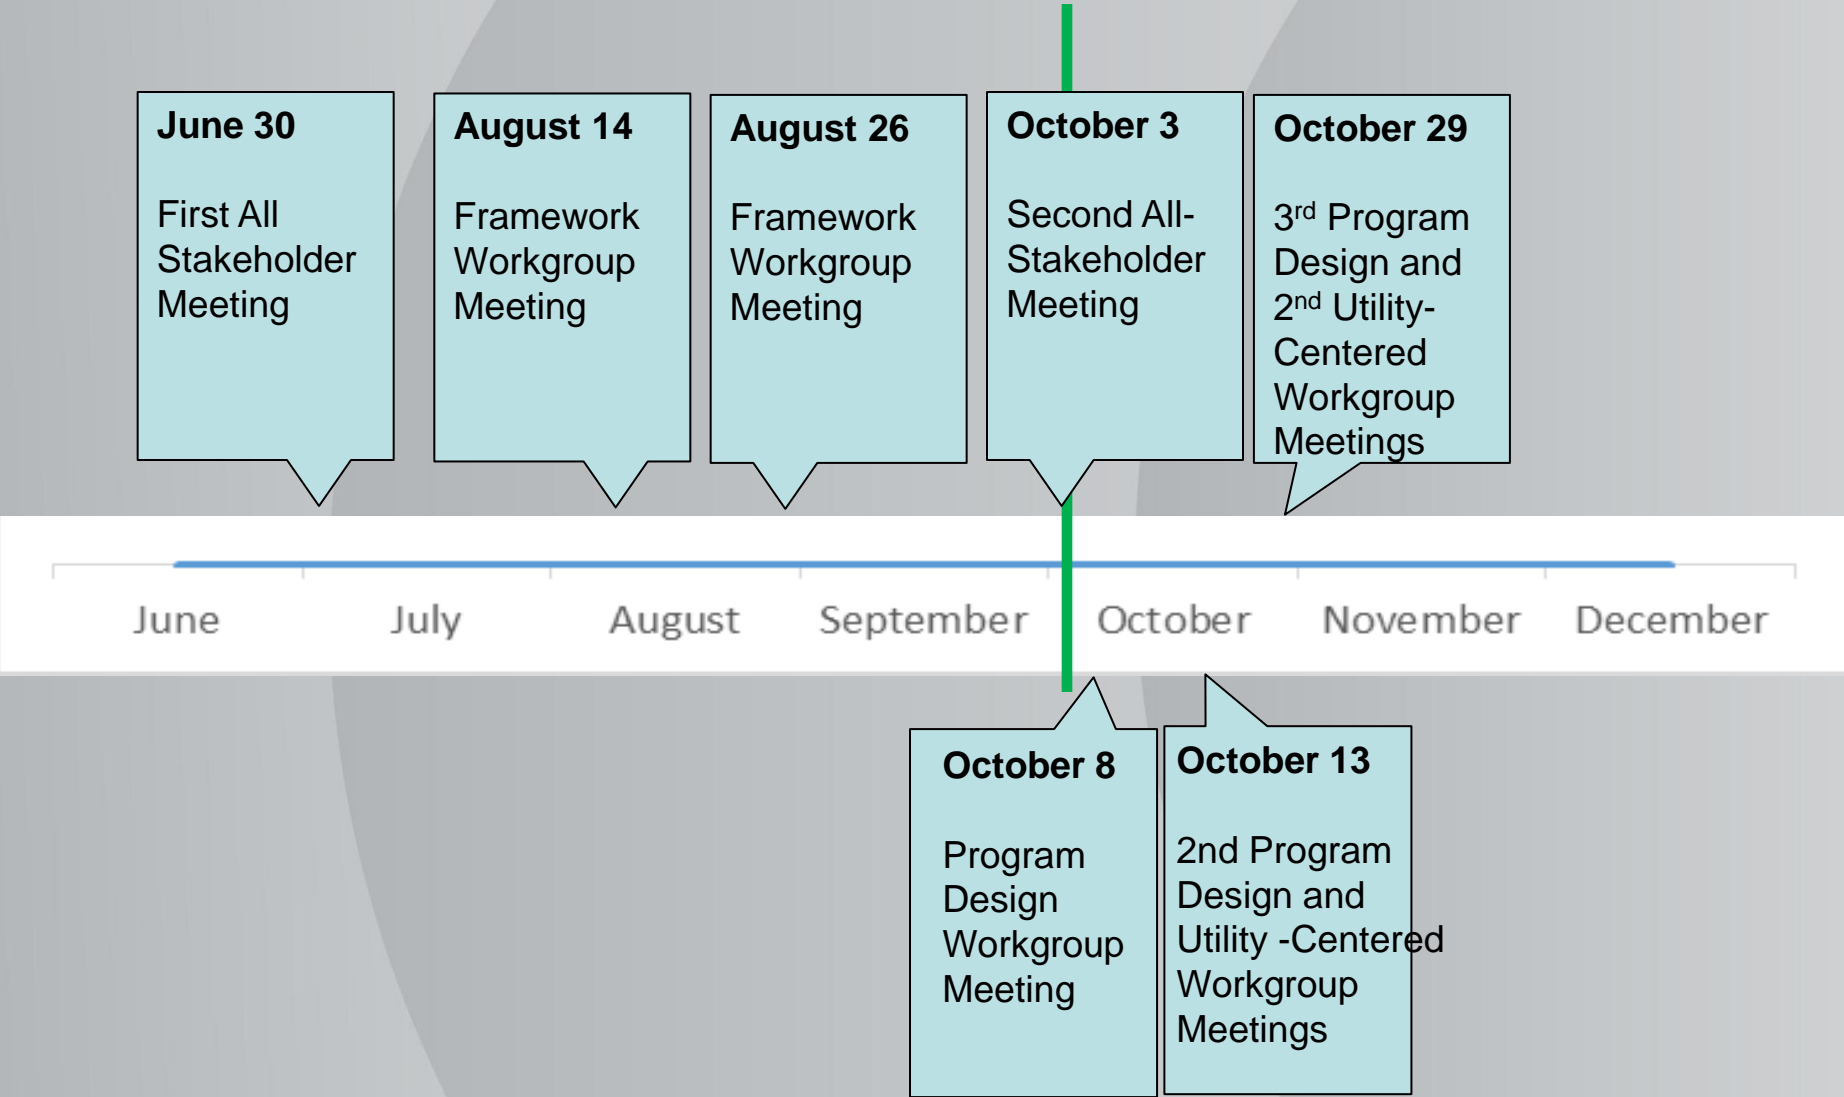 June 30
First All
Stakeholder
Meeting
August 14
Framework
Workgroup
Meeting
August 26
Framework
Workgroup
Meeting
October 3
Second All-
Stakeholder
Meeting
October 29
3rd Program
Design and
2nd Utility-
Centered
Workgroup
Meetings
June July August September October November December
October 8
Program
Design
Workgroup
Meeting
October 13
2nd Program
Design and
Utility -Centered
Workgroup
Meetings